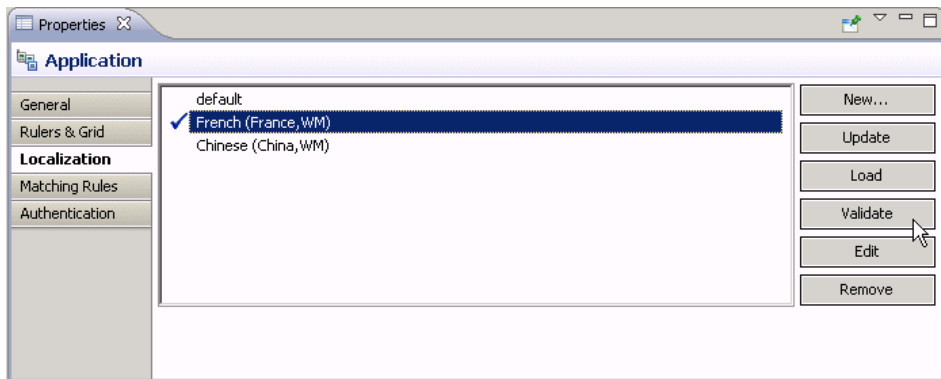 Properties
Application
General
Rulers & Grid
Localization
Matching Rules
Authentication
default
French (France,WM)
Chinese (China,WM)
New...
Update
Load
Validate
Edit
Remove